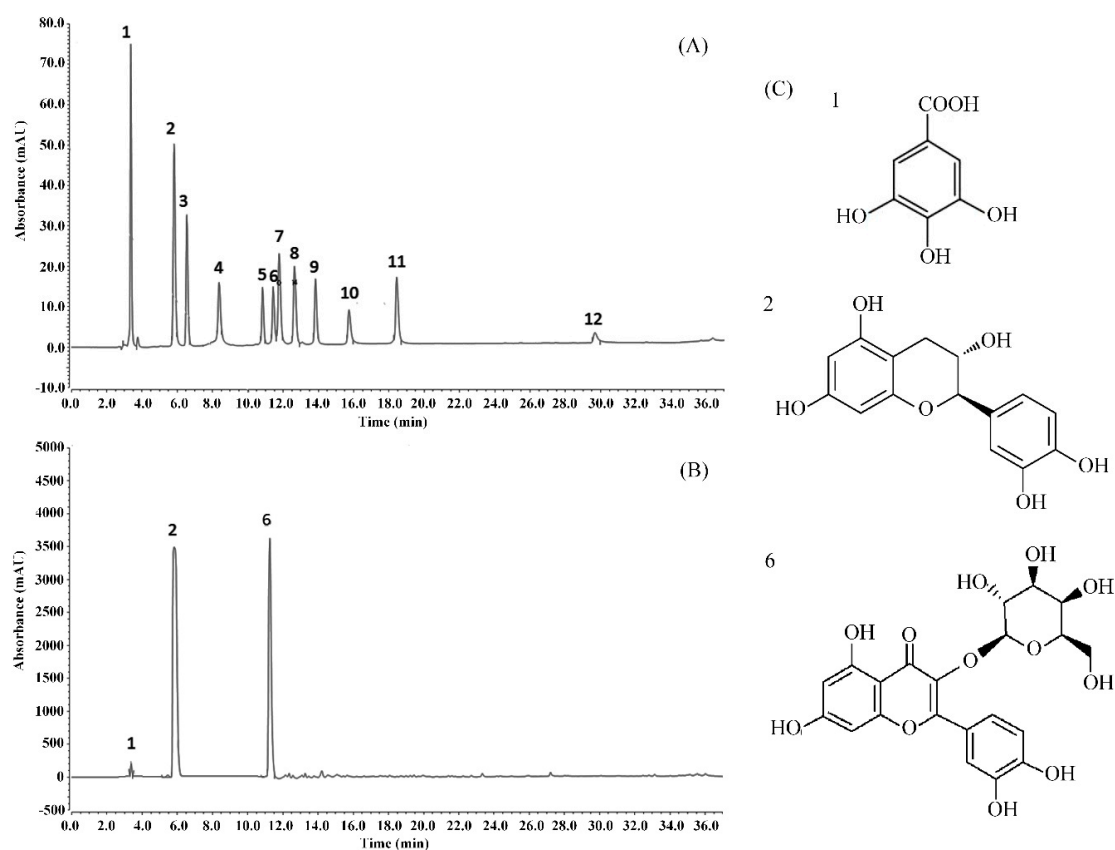 (A)
80.0
70.0
60.0
50.0
40.0
30.0
20.0
10.0
0.0
-10.0
Absorbance (mAU)
1
2
3
4
5
6
7
8
9
10
11
12
0.0 2.0 4.0 6.0 8.0 10.0 12.0 14.0 16.0 18.0 20.0 22.0 24.0 26.0 28.0 30.0 32.0 34.0 36.0
Time (min)
(B)
5000
4500
4000
3500
3000
2500
2000
1500
1000
500
0
-500
Absorbance (mAU)
1
2
6
0.0 2.0 4.0 6.0 8.0 10.0 12.0 14.0 16.0 18.0 20.0 22.0 24.0 26.0 28.0 30.0 32.0 34.0 36.0
Time (min)
(C)
1
COOH
HO
OH
OH
2
OH
OH
HO
O
OH
OH
6
OH
HO
OH
OH
O
O
O
OH
HO
O
OH
OH